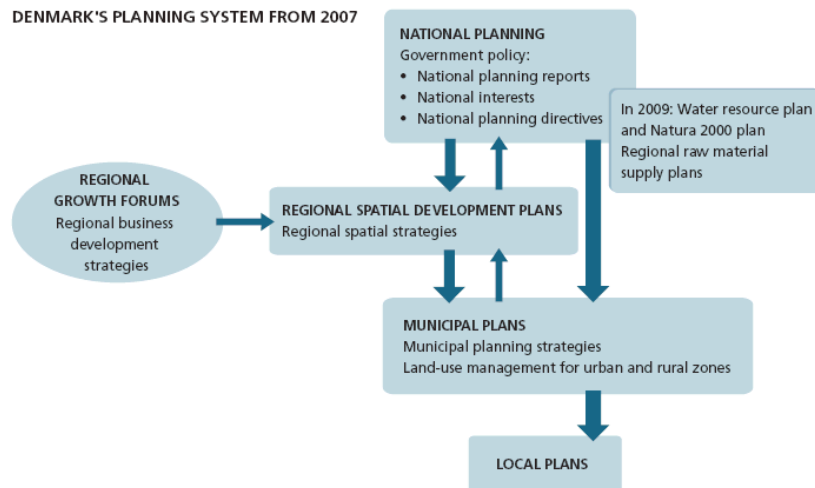 DENMARK'S PLANNING SYSTEM FROM 2007
NATIONAL PLANNING
Government policy:
• National planning reports
• National interests
• National planning directives
In 2009: Water resource plan
and Natura 2000 plan
Regional raw material
supply plans
REGIONAL
GROWTH FORUMS
Regional business
development
strategies
REGIONAL SPATIAL DEVELOPMENT PLANS
Regional spatial strategies
MUNICIPAL PLANS
Municipal planning strategies
Land-use management for urban and rural zones
LOCAL PLANS